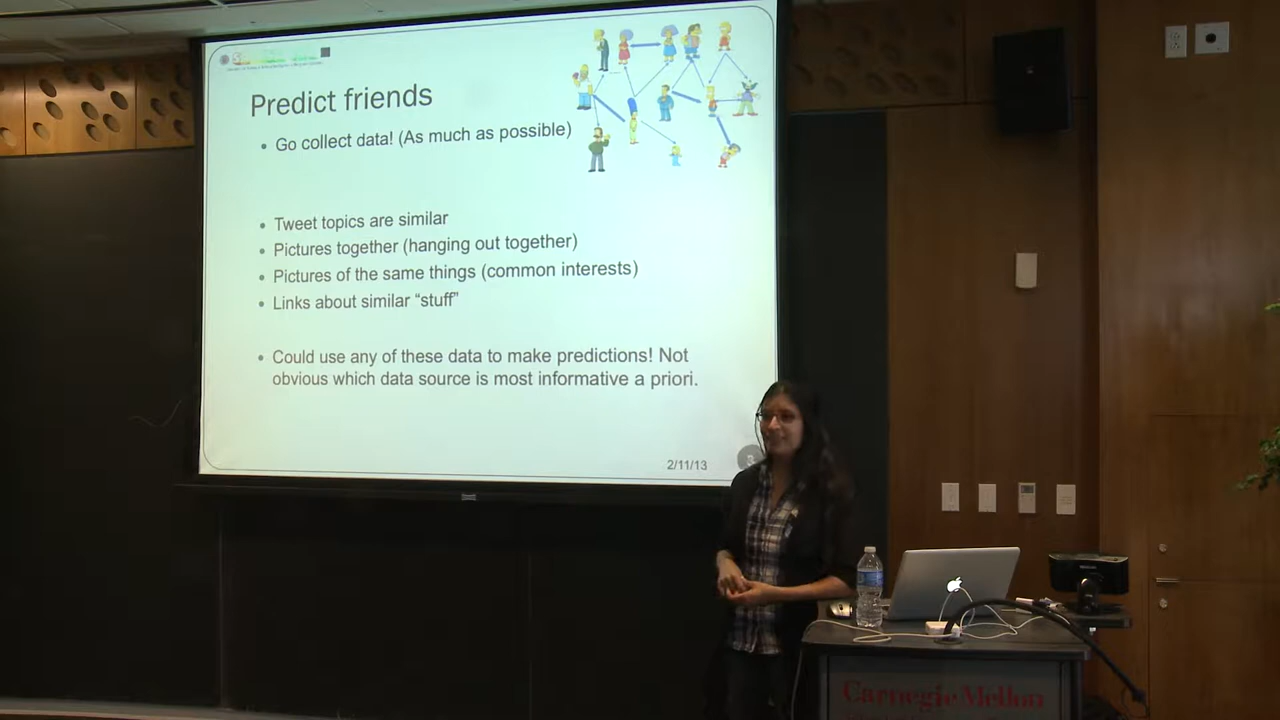 Predict friends
• Go collect data! (As much as possible)
• Tweet topics are similar
• Pictures together (hanging out together)
• Pictures of the same things (common interests)
• Links about similar “stuff”
• Could use any of these data to make predictions! Not
obvious which data source is most informative a priori.
2/11/13
3
Carnegie Mellon